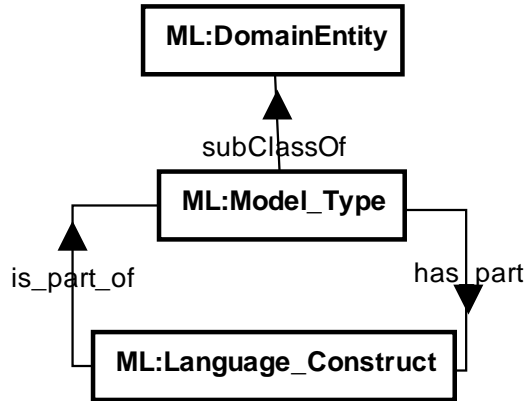 ML:DomainEntity
subClassOf
ML:Model_Type
is_part_of
has_part
ML:Language_Construct